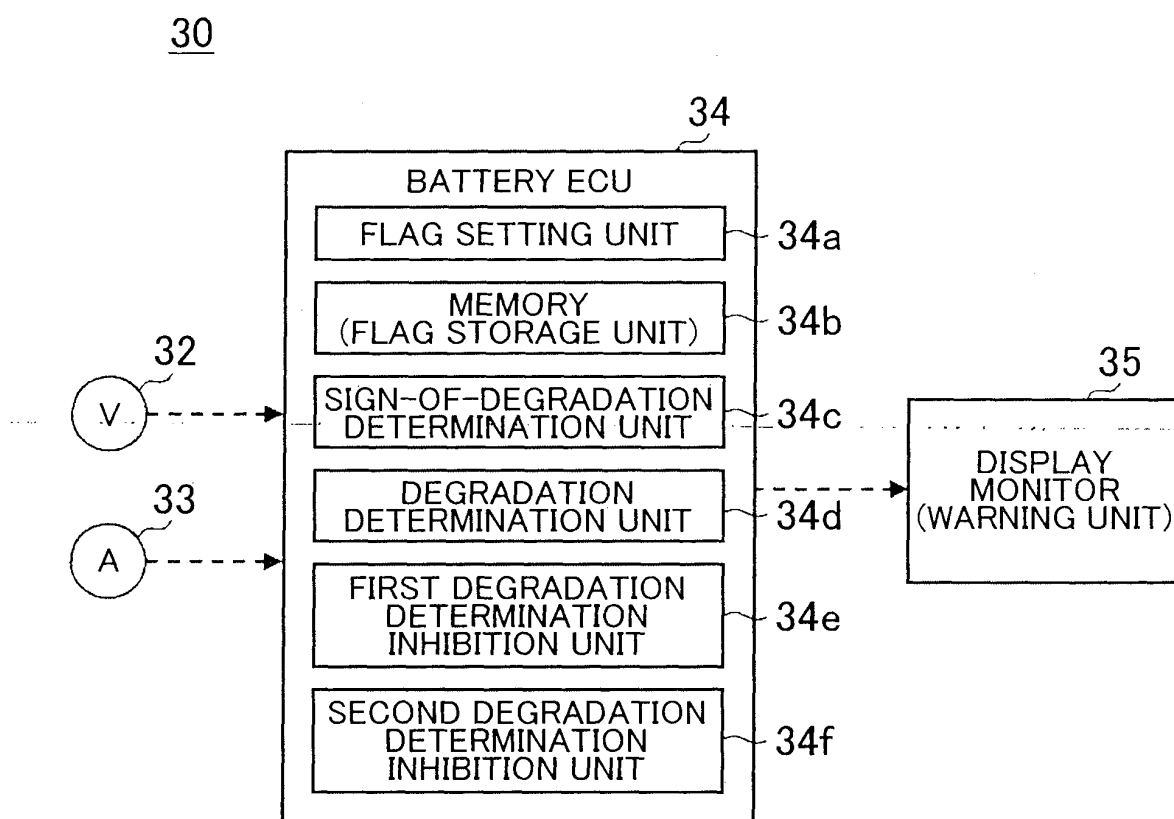 30
34
BATTERY ECU
FLAG SETTING UNIT
34a
MEMORY
(FLAG STORAGE UNIT)
34b
32
V
SIGN-OF-DEGRADATION
DETERMINATION UNIT
34c
35
DISPLAY
MONITOR
(WARNING UNIT)
33
A
DEGRADATION
DETERMINATION UNIT
34d
FIRST DEGRADATION
DETERMINATION
INHIBITION UNIT
34e
SECOND DEGRADATION
DETERMINATION
INHIBITION UNIT
34f